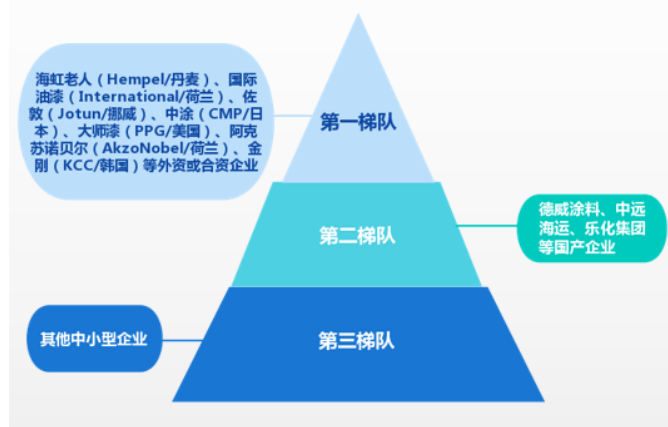 海虹老人（Hempel/丹麦）、国际
油漆（International/荷兰）、佐
敦（Jotun/挪威）、中涂（CMP/日
本）、大师漆（PPG/美国）、阿克
苏诺贝尔（AkzoNobel/荷兰）、金
刚（KCC/韩国）等外资或合资企业
第一梯队
第二梯队
德威涂料、中远
海运、乐化集团
等国产企业
其他中小型企业
第三梯队